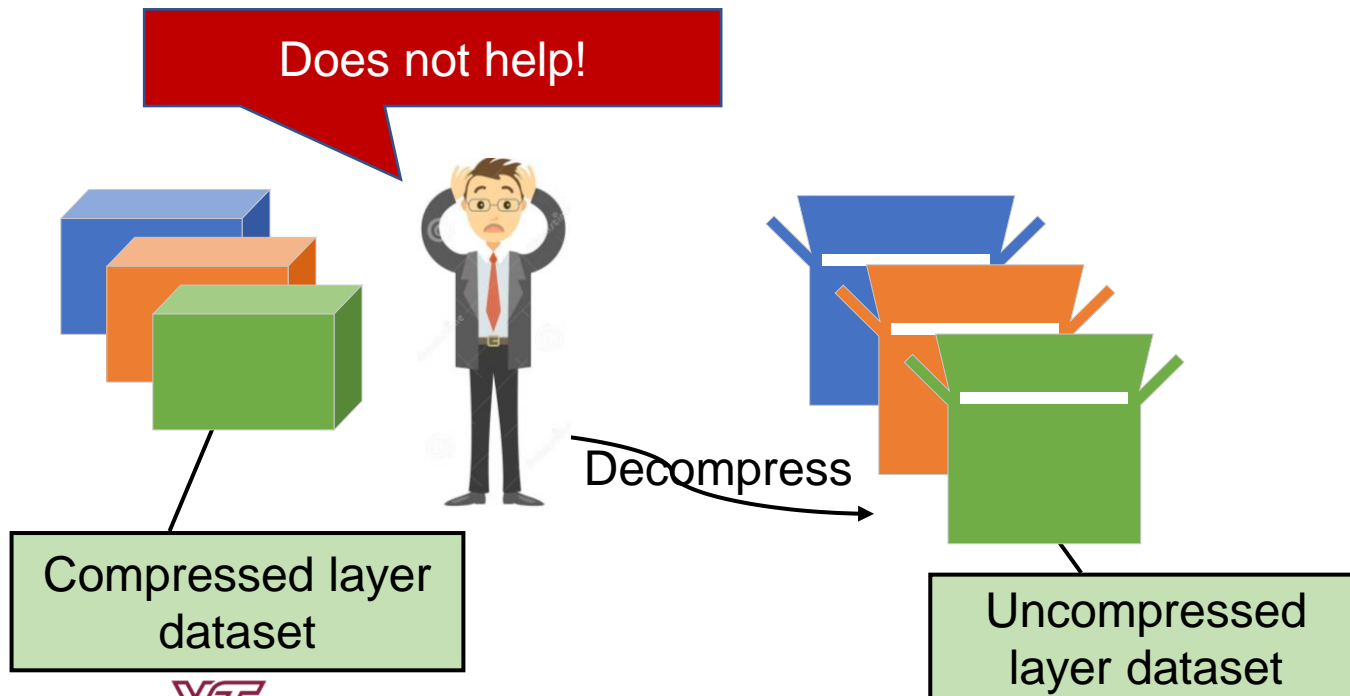 Does not help!
Decompress
Compressed layer
dataset
Uncompressed
layer dataset